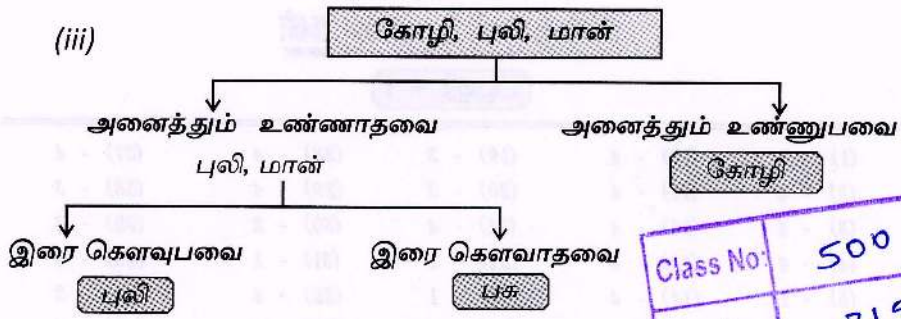 (iii)
கோழி, புலி, மான்
அனைத்தும் உண்ணாதவை
அனைத்தும் உண்ணுபவை
புலி, மான்
கோழி
இரை கௌவுபவை
இரை கௌவாதவை
புலி
பசு
Class No: 500